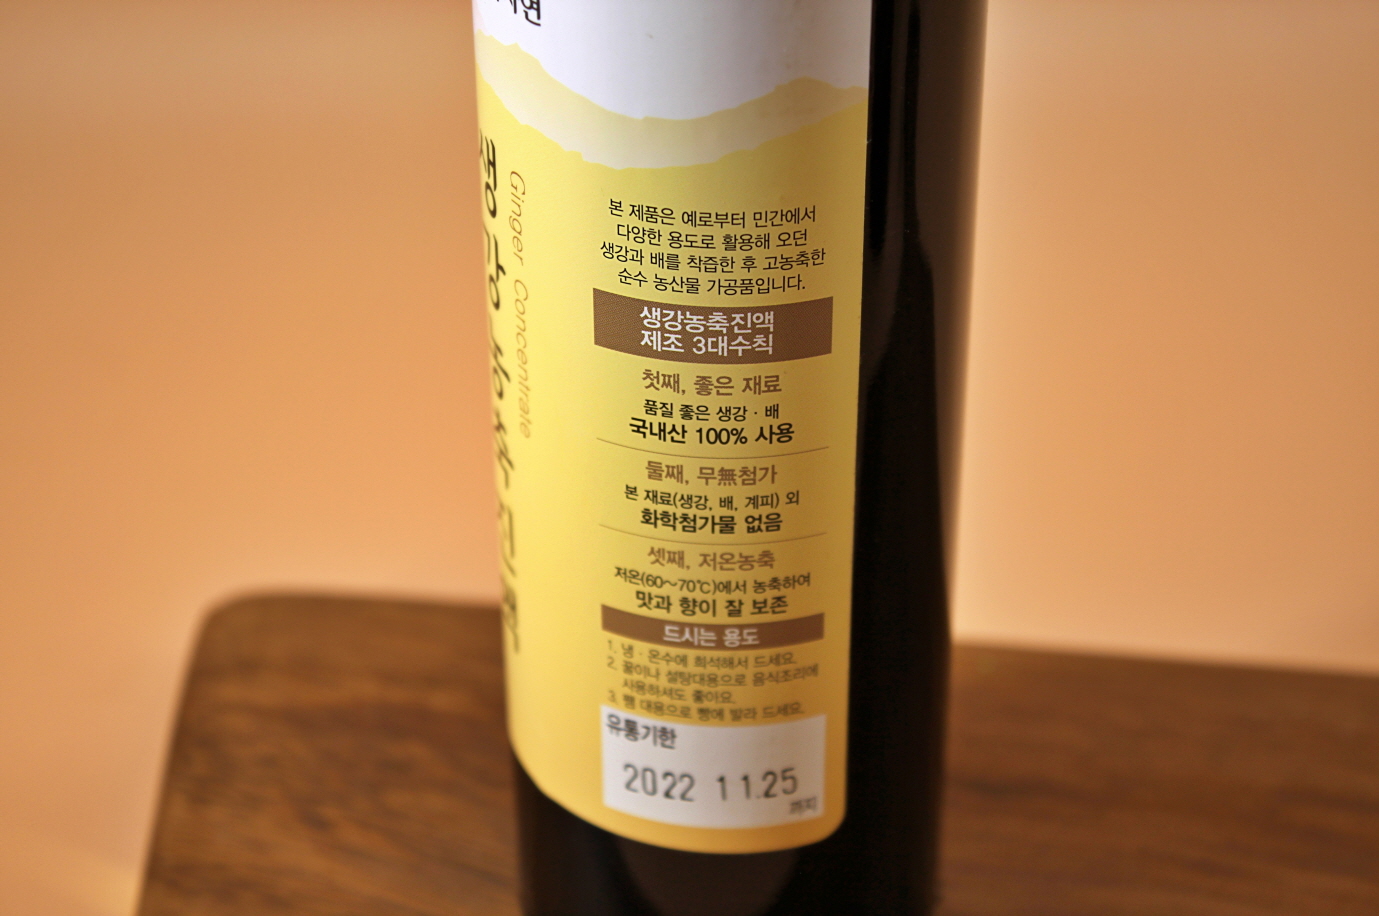 생강농축진액
Ginger Concentrate
본 제품은 예로부터 민간에서
다양한 용도로 활용해 오던
생강과 배를 착즙한 후 고농축한
순수 농산물 가공품입니다.
생강농축진액
제조 3대수칙
첫째, 좋은 재료
품질 좋은 생강 · 배
국내산 100% 사용
둘째, 무無첨가
본 재료(생강, 배, 계피) 외
화학첨가물 없음
셋째, 저온농축
저온(60~70℃)에서 농축하여
맛과 향이 잘 보존
드시는 용도
1. 냉 · 온수에 희석해서 드세요.
2. 꿀이나 설탕대용으로 음식조리에
사용하셔도 좋아요.
3. 잼 대용으로 빵에 발라 드세요.
유통기한
2022 11.25
까지